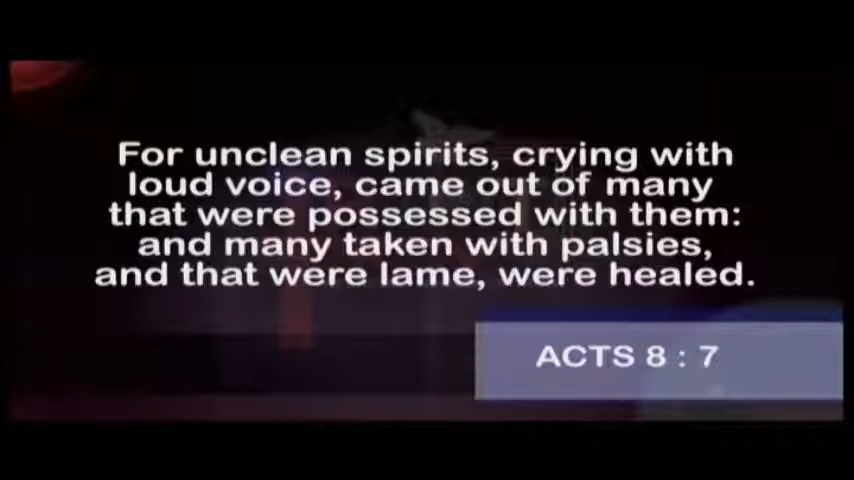 For unclean spirits, crying with
loud voice, came out of many
that were possessed with them:
and many taken with palsies,
and that were lame, were healed.
ACTS 8 : 7